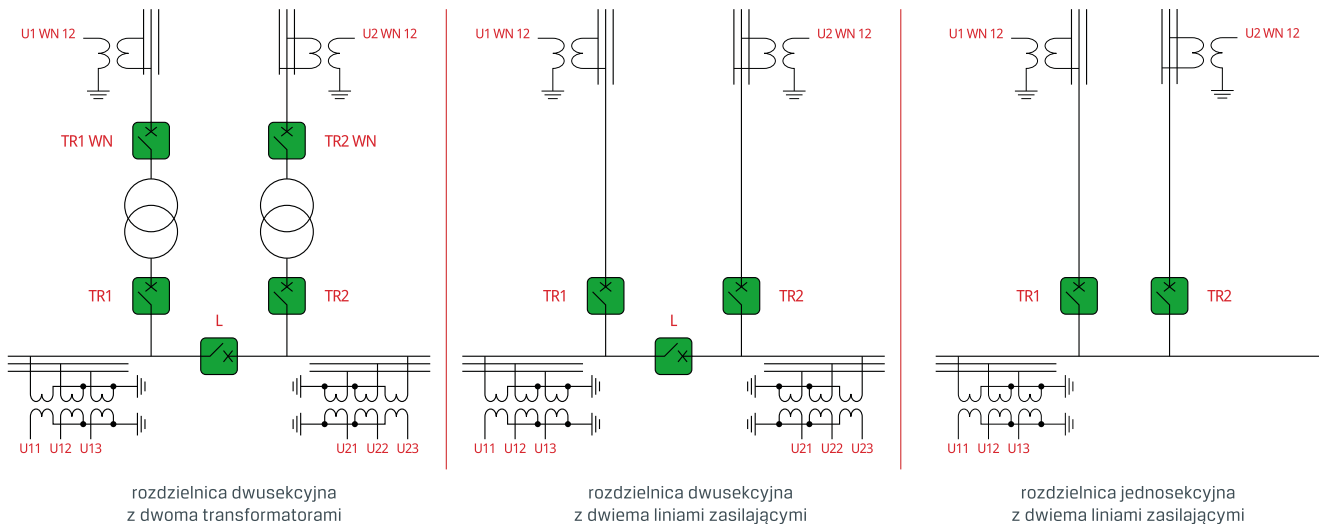 U1 WN 12
U2 WN 12
TR1 WN
TR2 WN
TR1
TR2
L
U11 U12 U13
U21 U22 U23
rozdzielnica dwusekcyjna
z dwoma transformatorami
U1 WN 12
U2 WN 12
TR1
TR2
L
U11 U12 U13
U21 U22 U23
rozdzielnica dwusekcyjna
z dwiema liniami zasilającymi
U1 WN 12
U2 WN 12
TR1
TR2
U11 U12 U13
rozdzielnica jednosekcyjna
z dwiema liniami zasilającymi